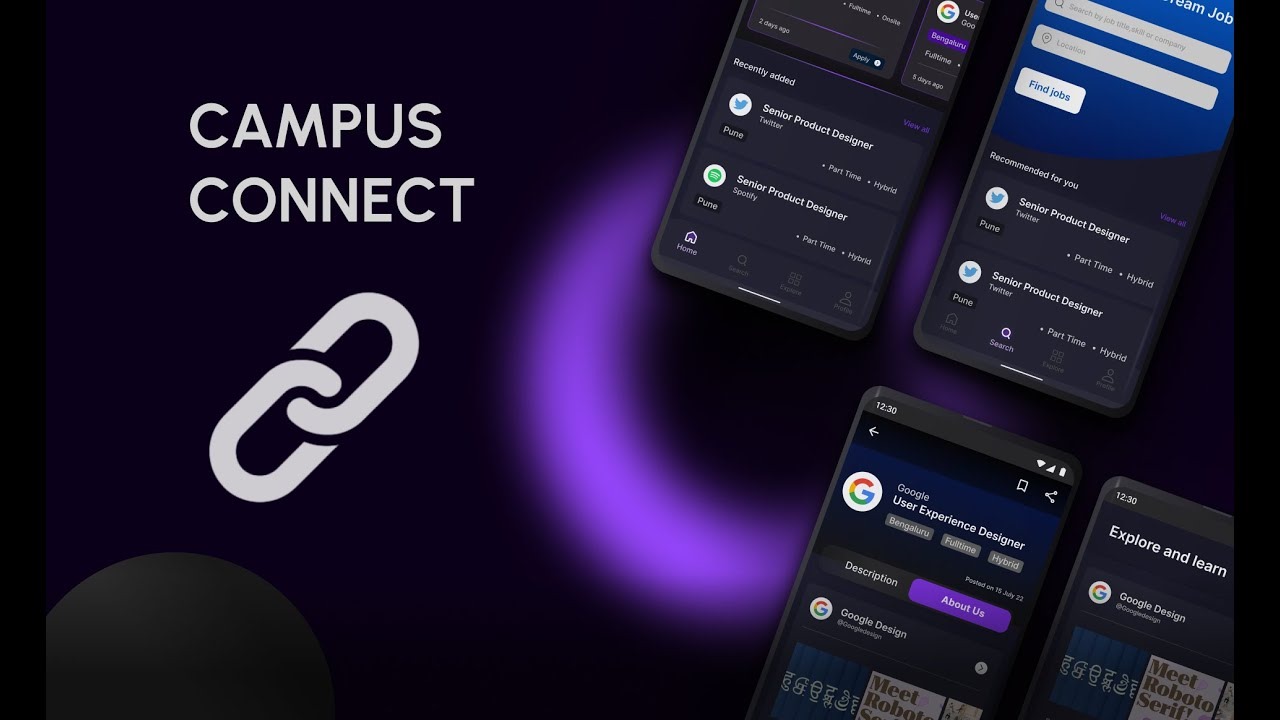 CAMPUS
CONNECT
• Fulltime • Onsite
2 days ago
Apply
Recently added
View all
Senior Product Designer
Twitter
Pune
• Part Time • Hybrid
Senior Product Designer
Spotify
Pune
• Part Time • Hybrid
Home
Search
Explore
Profile
Bengaluru
Fulltime •
5 days ago
Job
Search by job title,skill or company
Location
Find jobs
Recommended for you
View all
Senior Product Designer
Twitter
Pune
• Part Time • Hybrid
Senior Product Designer
Twitter
Pune
• Part Time • Hybrid
Home
Search
Explore
Profile
12:30
Google
User Experience Designer
Bengaluru
Fulltime
Hybrid
Posted on 15 July 22
Description
About Us
Google Design
@Googledesign
Meet
Roboto
Serif!
12:30
Explore and learn
Google Design
@Googledesign
Meet
Roboto
Serif!